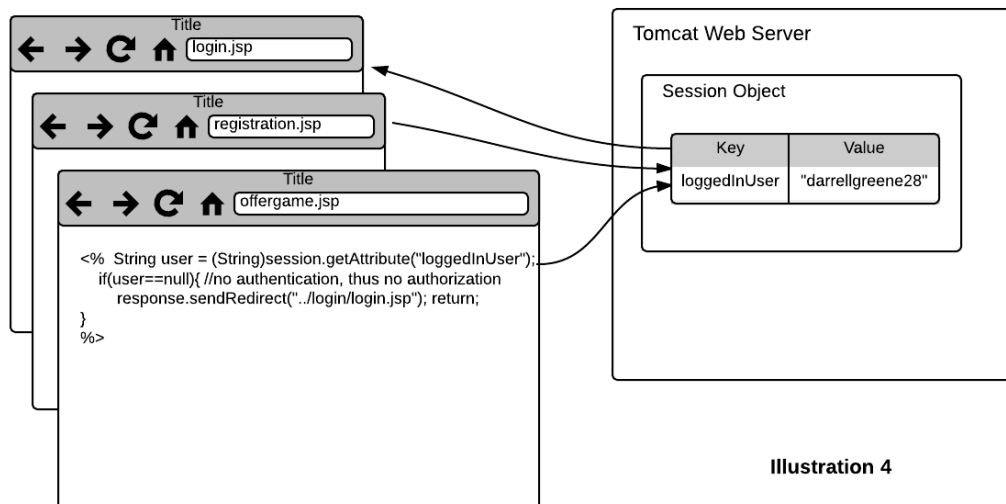 Title
login.jsp
Title
registration.jsp
Title
offergame.jsp
<%  String user = (String)session.getAttribute("loggedInUser");
if(user==null){ //no authentication, thus no authorization
response.sendRedirect("../login/login.jsp"); return;
}
%>
Tomcat Web Server
Session Object
Key Value
loggedInUser "darrellgreene28"
Illustration 4